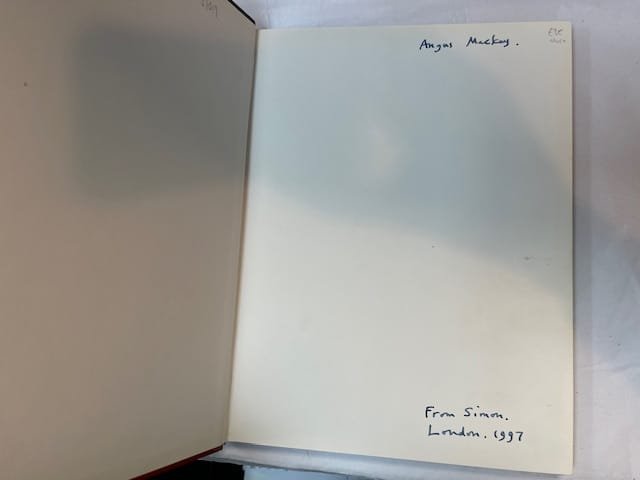 Angus Mackay.
From Simon.
London. 1997